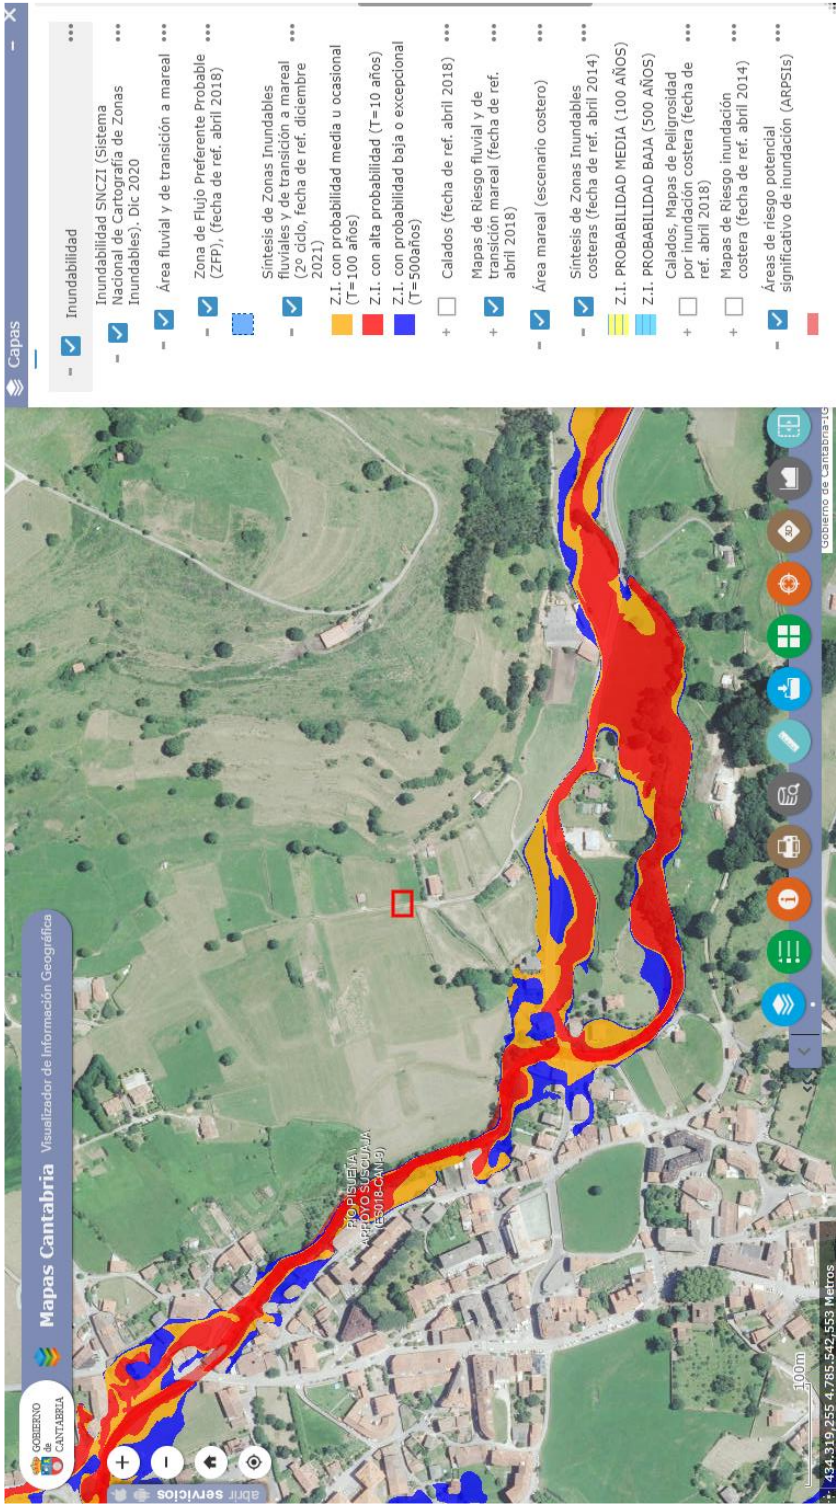 GOBIERNO
de
CANTABRIA
Mapas Cantabria Visualizador de Información Geográfica
abrir servicios
RIO PISUEÑA \
ARROYO SUSCUAJA
(ES018-CAN-9)
100m
434.319,255 4.785.542,553 Metros
3D
Gobierno de Cantabria-IG
Capas
Inundabilidad
Inundabilidad SNCZI (Sistema
Nacional de Cartografía de Zonas
Inundables). Dic 2020
Área fluvial y de transición a mareal
Zona de Flujo Preferente Probable
(ZFP), (fecha de ref. abril 2018)
Síntesis de Zonas Inundables
fluviales y de transición a mareal
(2º ciclo, fecha de ref. diciembre
2021)
Z.I. con probabilidad media u ocasional
(T=100 años)
Z.I. con alta probabilidad (T=10 años)
Z.I. con probabilidad baja o excepcional
(T=500años)
Calados (fecha de ref. abril 2018)
Mapas de Riesgo fluvial y de
transición mareal (fecha de ref.
abril 2018)
Área mareal (escenario costero)
Síntesis de Zonas Inundables
costeras (fecha de ref. abril 2014)
Z.I. PROBABILIDAD MEDIA (100 AÑOS)
Z.I. PROBABILIDAD BAJA (500 AÑOS)
Calados, Mapas de Peligrosidad
por inundación costera (fecha de
ref. abril 2018)
Mapas de Riesgo inundación
costera (fecha de ref. abril 2014)
Áreas de riesgo potencial
significativo de inundación (ARPSIs)